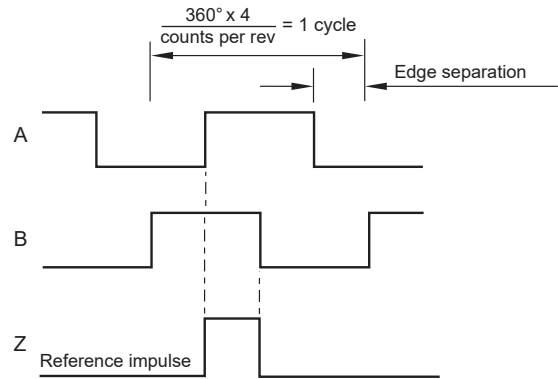 360° x 4
counts per rev
= 1 cycle
Edge separation
A
B
Z
Reference impulse